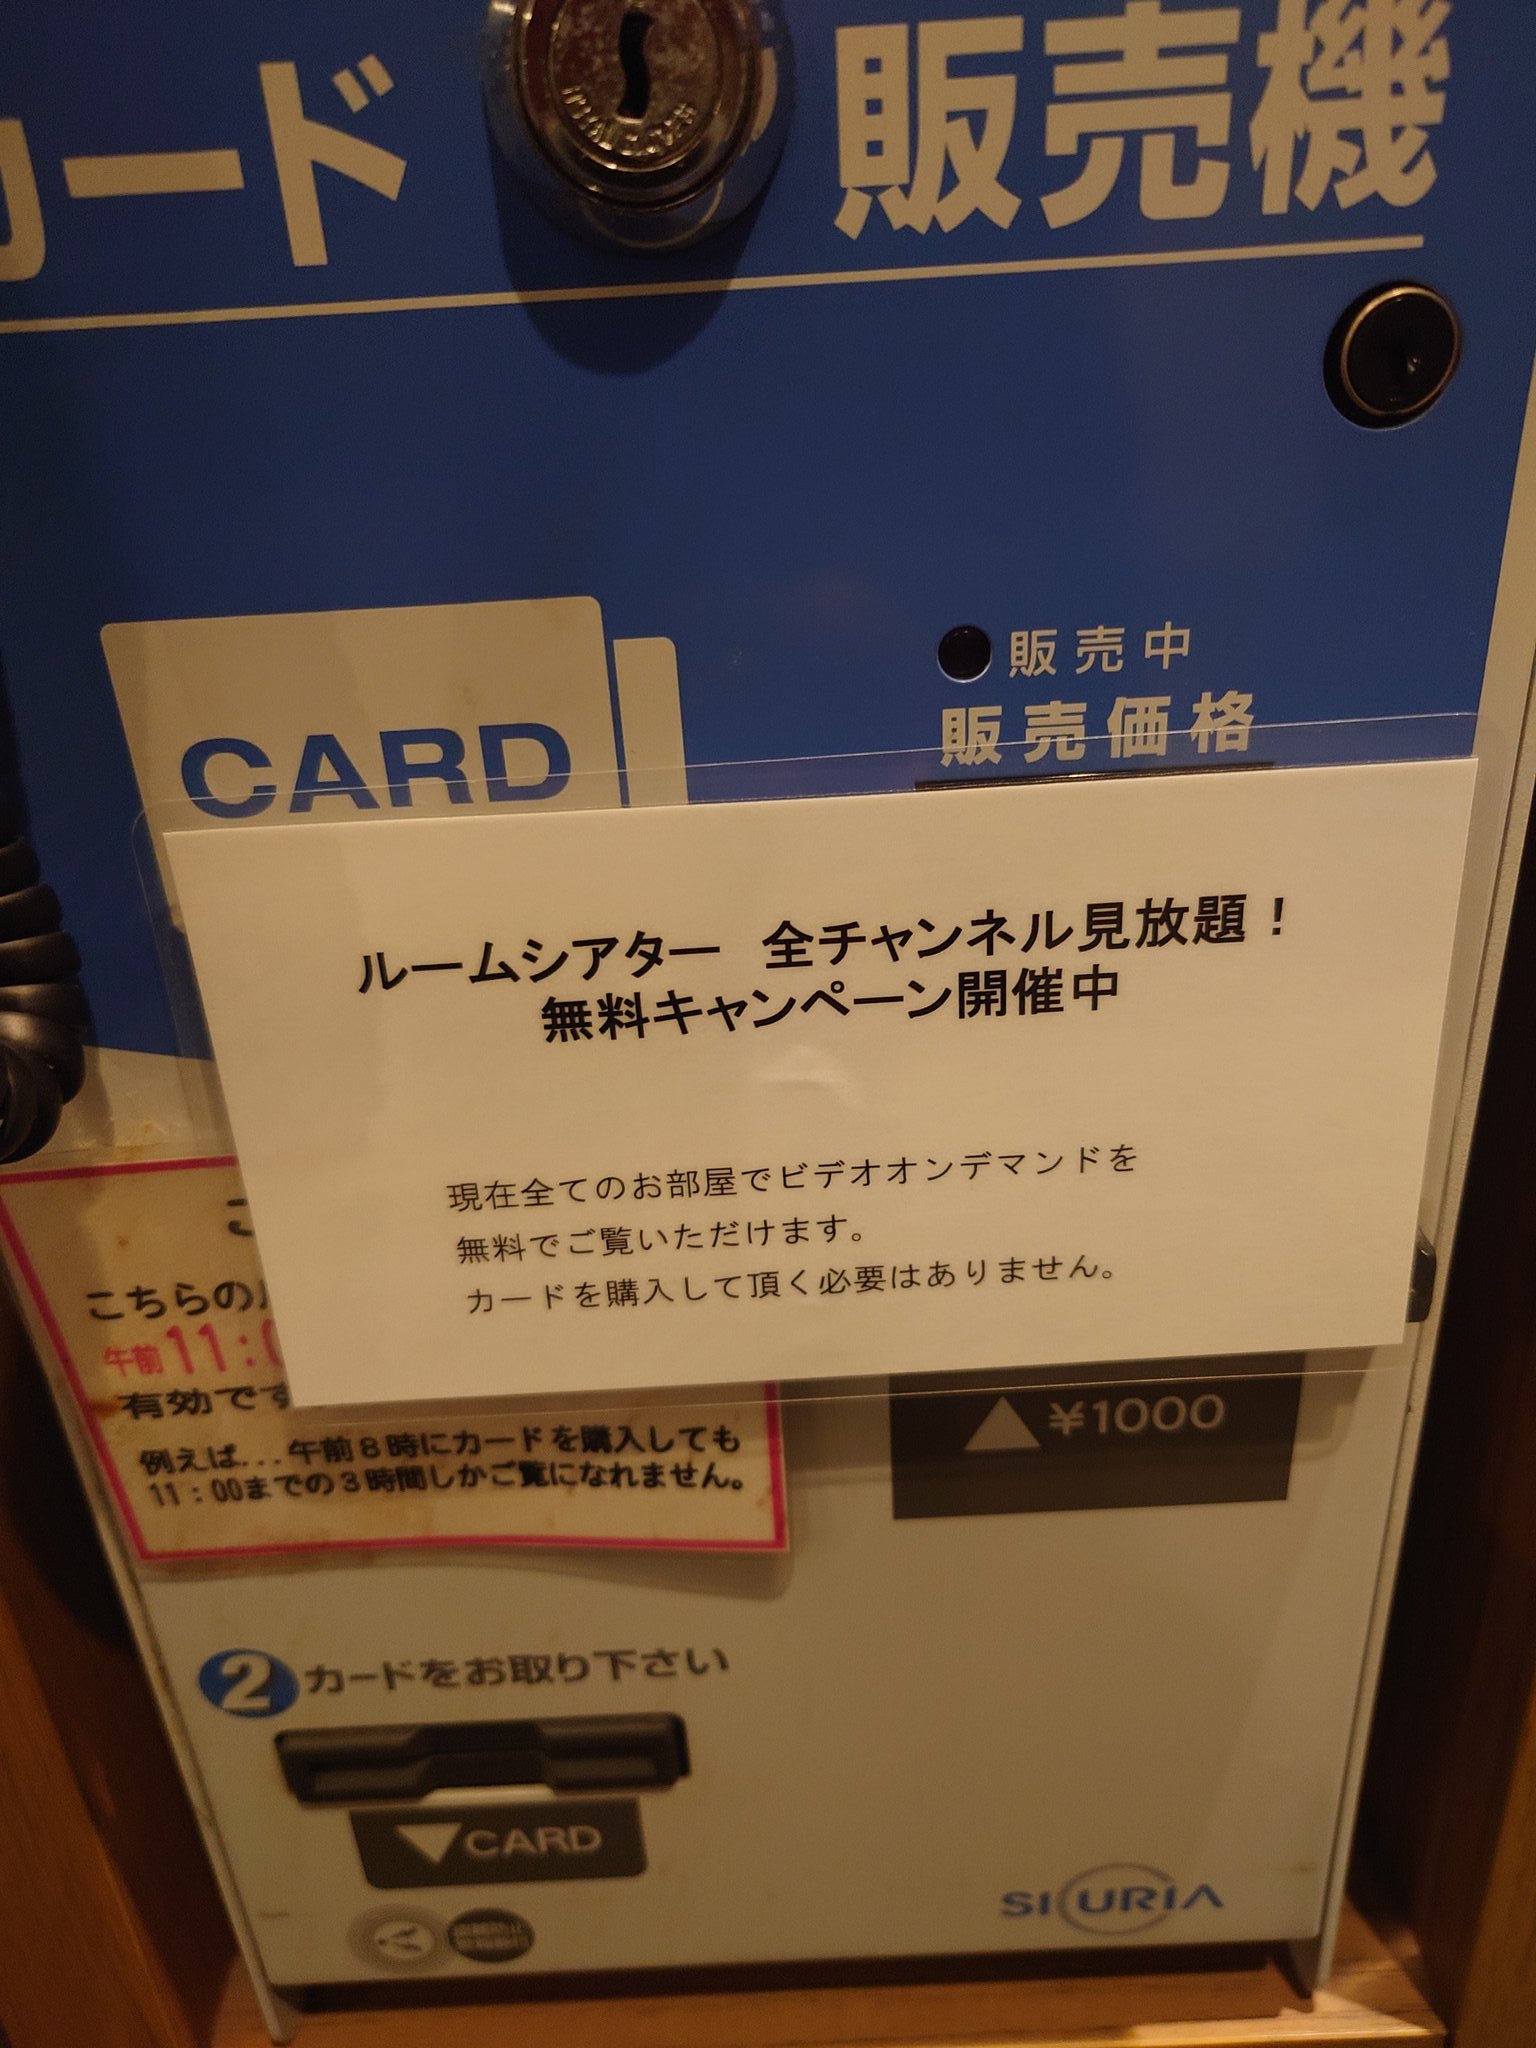 カード 販売機
CARD
販売中
販売価格
ルームシアター 全チャンネル見放題！
無料キャンペーン開催中
現在全てのお部屋でビデオオンデマンドを
無料でご覧いただけます。
カードを購入して頂く必要はありません。
こちらの
午前11:0
有効です
例えば...午前8時にカードを購入しても
11:00までの3時間しかご覧になれません。
▲¥1000
2 カードをお取り下さい
▼CARD
SICURIA